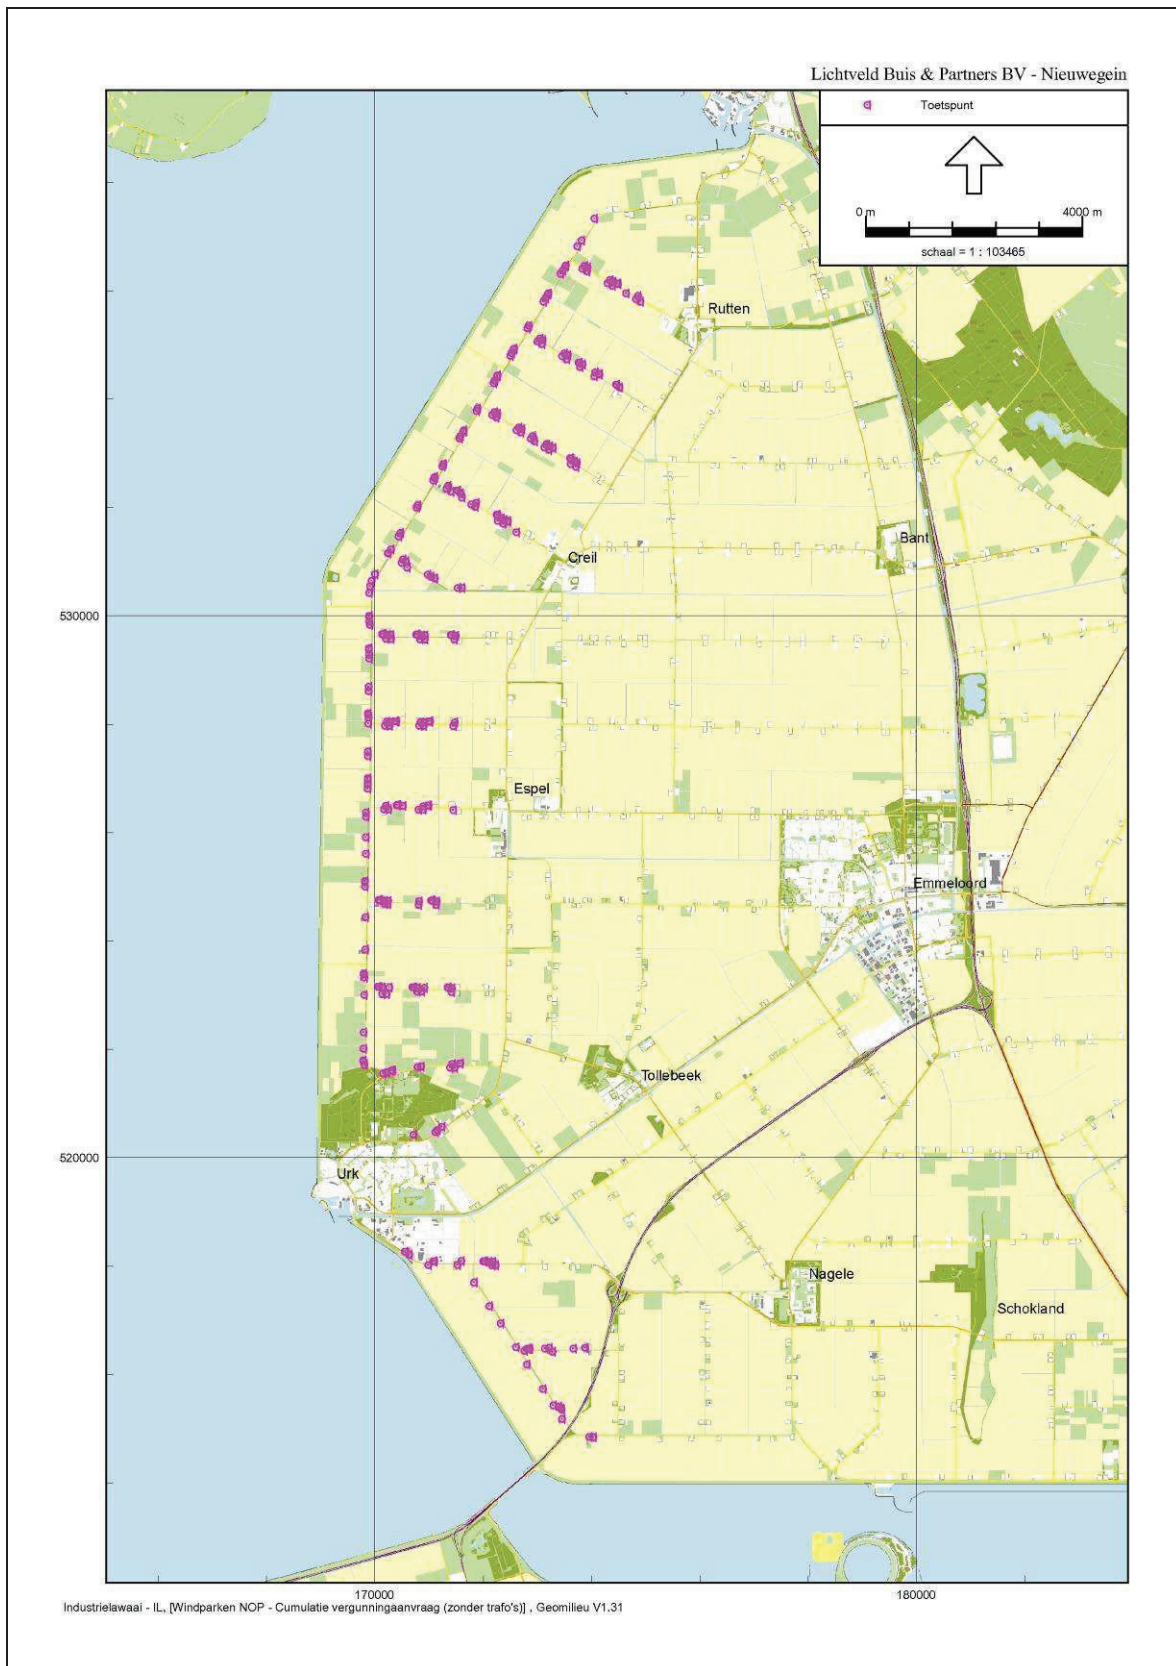 Lichtveld Buis & Partners BV - Nieuwegein
Toetspunt
0 m 4000 m
schaal = 1 : 103465
Rutten
Creil
Bant
530000
Espel
Emmeloord
Tollebeek
520000
Urk
Nagele
Schokland
170000 180000
Industrielawaai - IL, [Windparken NOP - Cumulatie vergunningaanvraag (zonder trafo's)] , Geomilieu V1.31